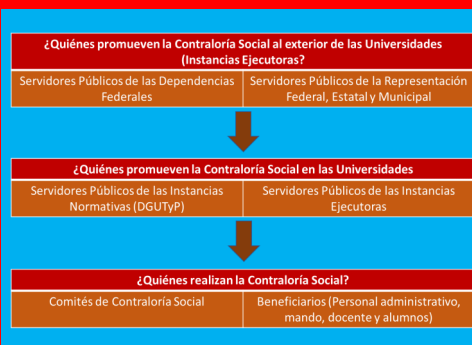 ¿Quiénes promueven la Contraloría Social al exterior de las Universidades
(Instancias Ejecutoras?
Servidores Públicos de las Dependencias
Federales
Servidores Públicos de la Representación
Federal, Estatal y Municipal
¿Quiénes promueven la Contraloría Social en las Universidades
Servidores Públicos de las Instancias
Normativas (DGUTyP)
Servidores Públicos de las Instancias
Ejecutoras
¿Quiénes realizan la Contraloría Social?
Comités de Contraloría Social
Beneficiarios (Personal administrativo,
mando, docente y alumnos)